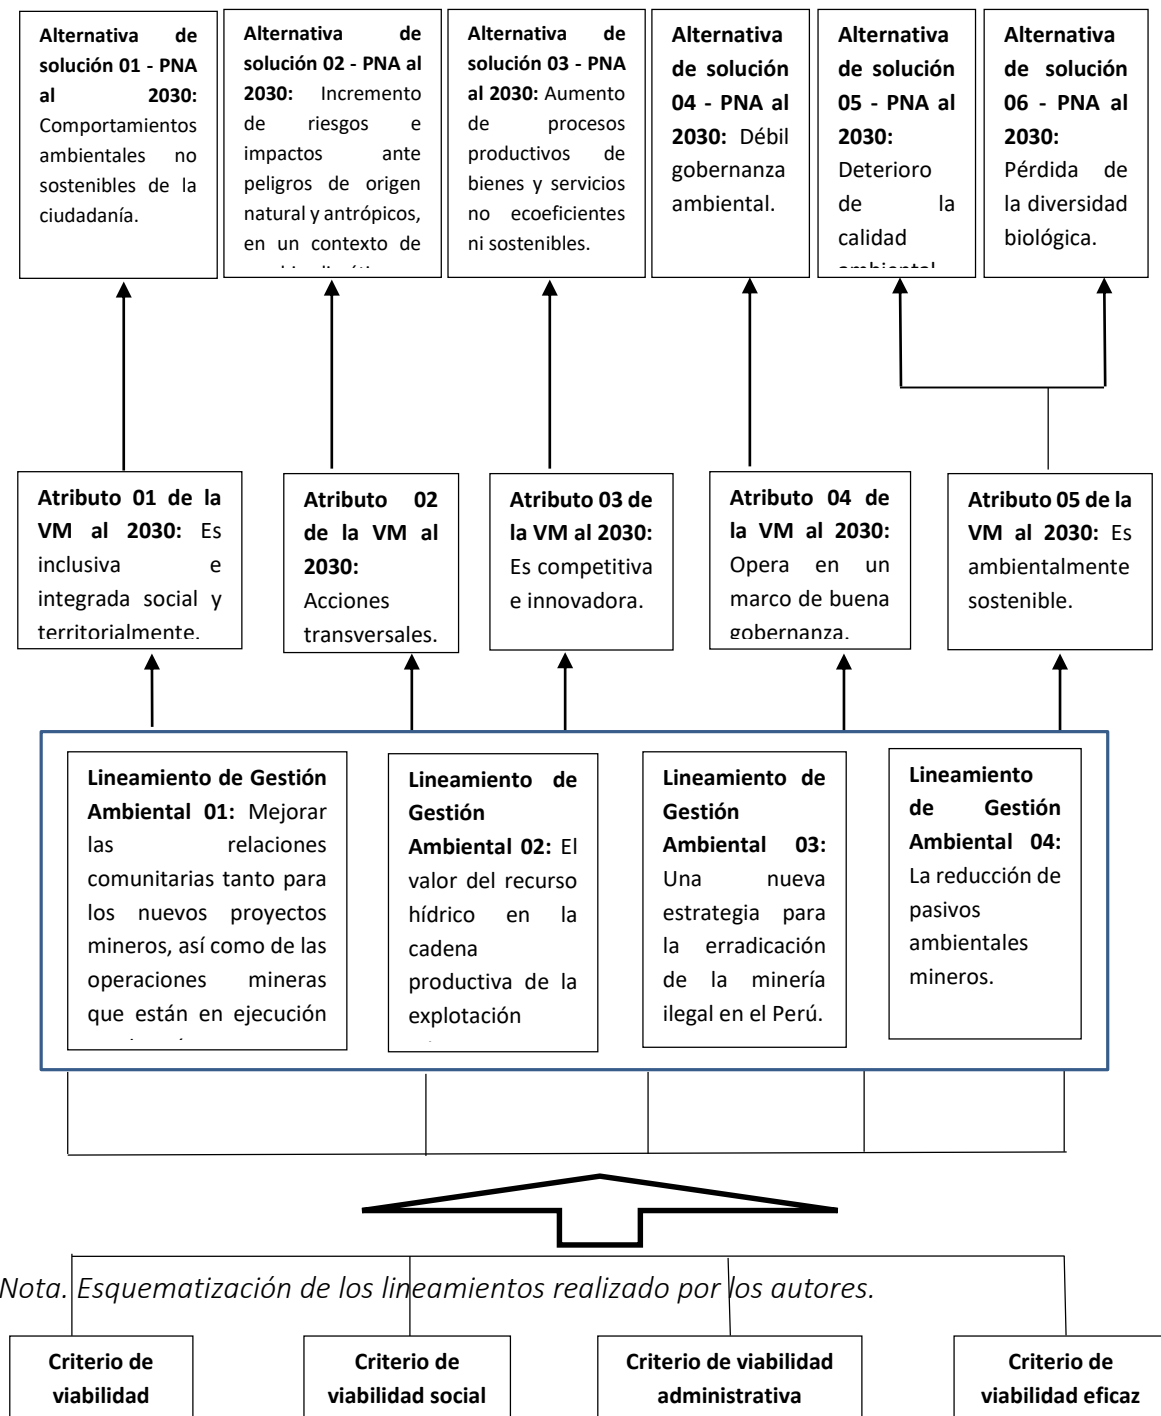 Alternativa de
solución 01 - PNA
al 2030:
Comportamientos
ambientales no
sostenibles de la
ciudadanía.
Alternativa de
solución 02 - PNA al
2030: Incremento
de riesgos e
impactos ante
peligros de origen
natural y antrópicos,
en un contexto de
Alternativa de
solución 03 - PNA
al 2030: Aumento
de procesos
productivos de
bienes y servicios
no ecoeficientes
ni sostenibles.
Alternativa
de solución
04 - PNA al
2030: Débil
gobernanza
ambiental.
Alternativa
de solución
05 - PNA al
2030:
Deterioro
de la
calidad
ambiental
Alternativa
de solución
06 - PNA al
2030:
Pérdida de
la diversidad
biológica.
Atributo 01 de la
VM al 2030: Es
inclusiva e
integrada social y
territorialmente.
Atributo 02
de la VM al
2030:
Acciones
transversales.
Atributo 03 de
la VM al 2030:
Es competitiva
e innovadora.
Atributo 04 de
la VM al 2030:
Opera en un
marco de buena
gobernanza.
Atributo 05 de la
VM al 2030: Es
ambientalmente
sostenible.
Lineamiento de Gestión
Ambiental 01: Mejorar
las relaciones
comunitarias tanto para
los nuevos proyectos
mineros, así como de las
operaciones mineras
que están en ejecución
Lineamiento de
Gestión
Ambiental 02: El
valor del recurso
hídrico en la
cadena
productiva de la
explotación
Lineamiento de
Gestión
Ambiental 03:
Una nueva
estrategia para
la erradicación
de la minería
ilegal en el Perú.
Lineamiento
de Gestión
Ambiental 04:
La reducción de
pasivos
ambientales
mineros.
Nota. Esquematización de los lineamientos realizado por los autores.
Criterio de
viabilidad
Criterio de
viabilidad social
Criterio de viabilidad
administrativa
Criterio de
viabilidad eficaz